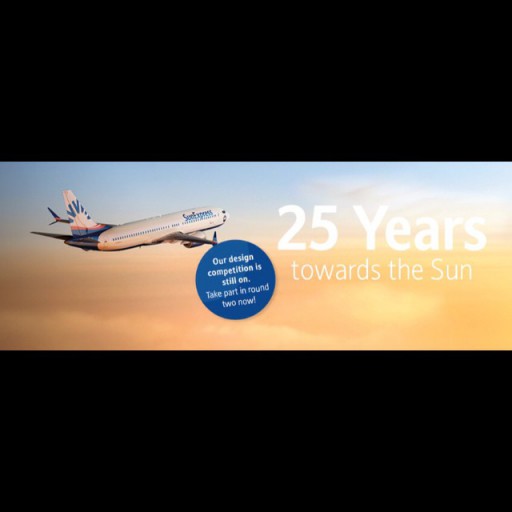 SunExpress
25 Years
towards the Sun
Our design
competition is
still on.
Take part in round
two now!